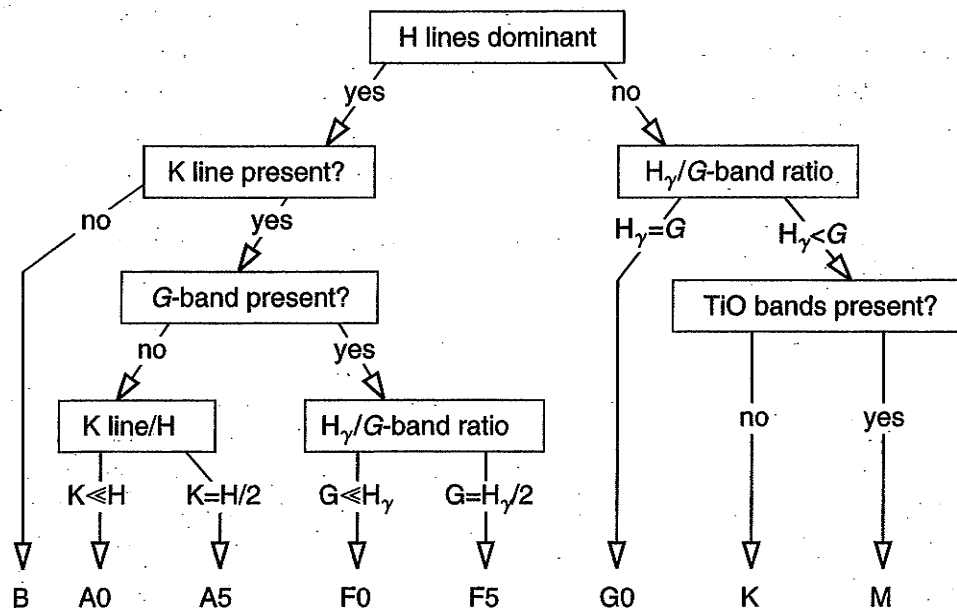 H lines dominant
yes
no
K line present?
Hγ/G-band ratio
no
yes
Hγ=G
Hγ<G
G-band present?
TiO bands present?
no
yes
K line/H
Hγ/G-band ratio
no
yes
K≪H
K=H/2
G≪Hγ
G=Hγ/2
B
A0
A5
F0
F5
G0
K
M